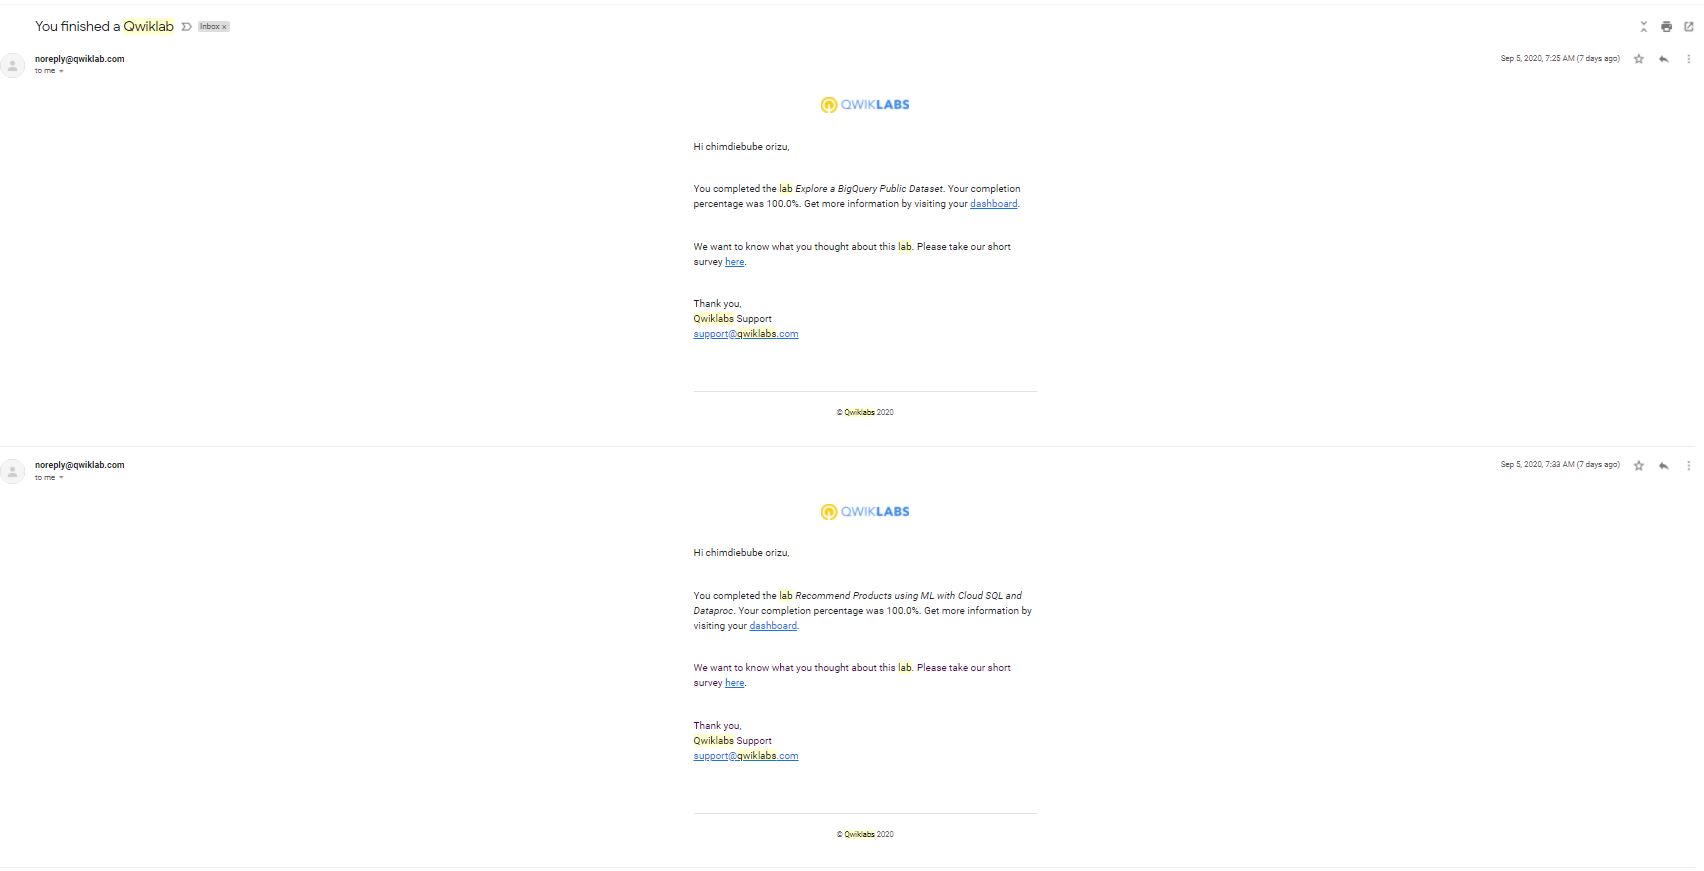 You finished a Qwiklab Inbox x
noreply@qwiklab.com Sep 5, 2020, 7:25 AM (7 days ago)
to me
QWIKLABS
Hi chimdiebube orizu,
You completed the lab Explore a BigQuery Public Dataset. Your completion
percentage was 100.0%. Get more information by visiting your dashboard.
We want to know what you thought about this lab. Please take our short
survey here.
Thank you,
Qwiklabs Support
support@qwiklabs.com
© Qwiklabs 2020
noreply@qwiklab.com Sep 5, 2020, 7:33 AM (7 days ago)
to me
QWIKLABS
Hi chimdiebube orizu,
You completed the lab Recommend Products using ML with Cloud SQL and
Dataproc. Your completion percentage was 100.0%. Get more information by
visiting your dashboard.
We want to know what you thought about this lab. Please take our short
survey here.
Thank you,
Qwiklabs Support
support@qwiklabs.com
© Qwiklabs 2020